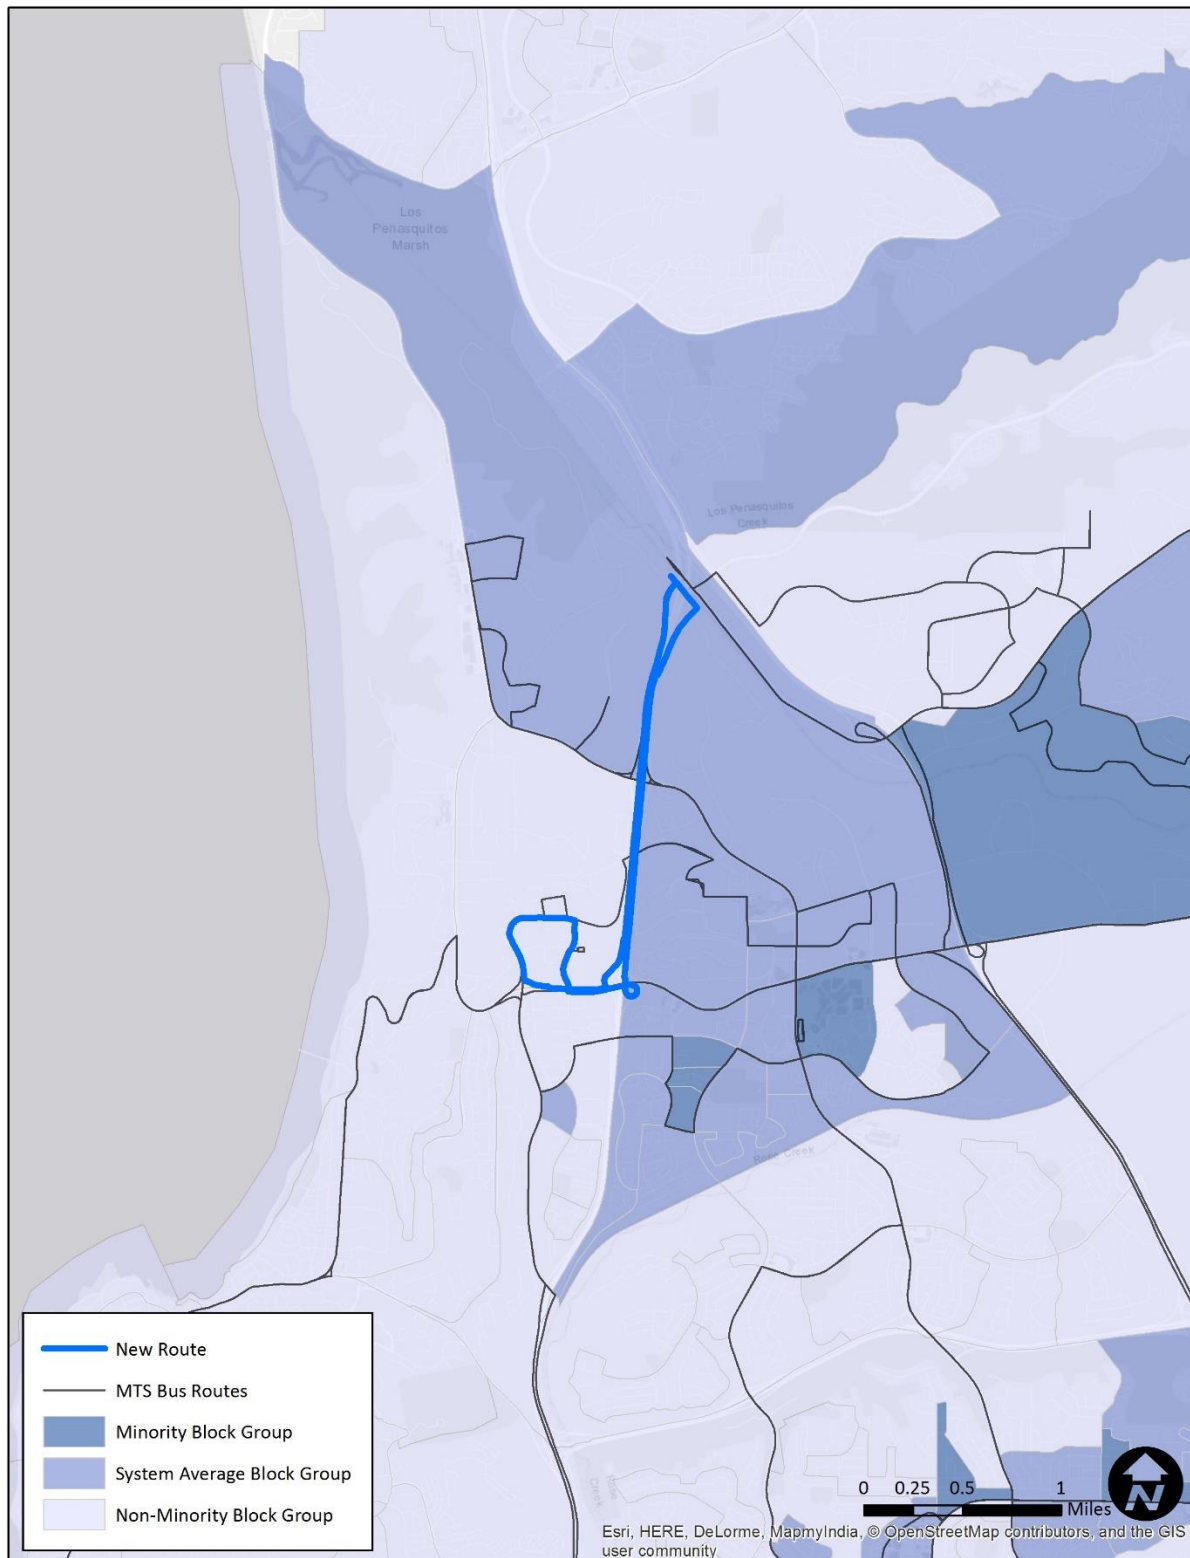 Los
Penasquitos
Marsh
Los Penasquitos
Creek
Rose Creek
Rose
Creek
New Route
MTS Bus Routes
Minority Block Group
System Average Block Group
Non-Minority Block Group
0 0.25 0.5 1
Miles
N
Esri, HERE, DeLorme, MapmyIndia, © OpenStreetMap contributors, and the GIS
user community